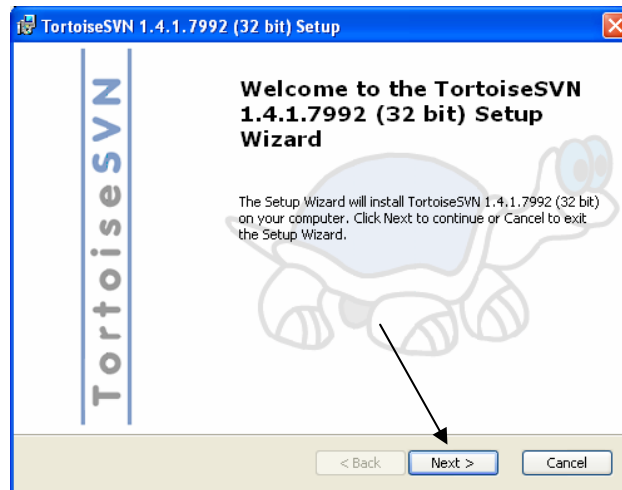 TortoiseSVN 1.4.1.7992 (32 bit) Setup
TortoiseSVN
Welcome to the TortoiseSVN
1.4.1.7992 (32 bit) Setup
Wizard
The Setup Wizard will install TortoiseSVN 1.4.1.7992 (32 bit)
on your computer. Click Next to continue or Cancel to exit
the Setup Wizard.
< Back
Next >
Cancel